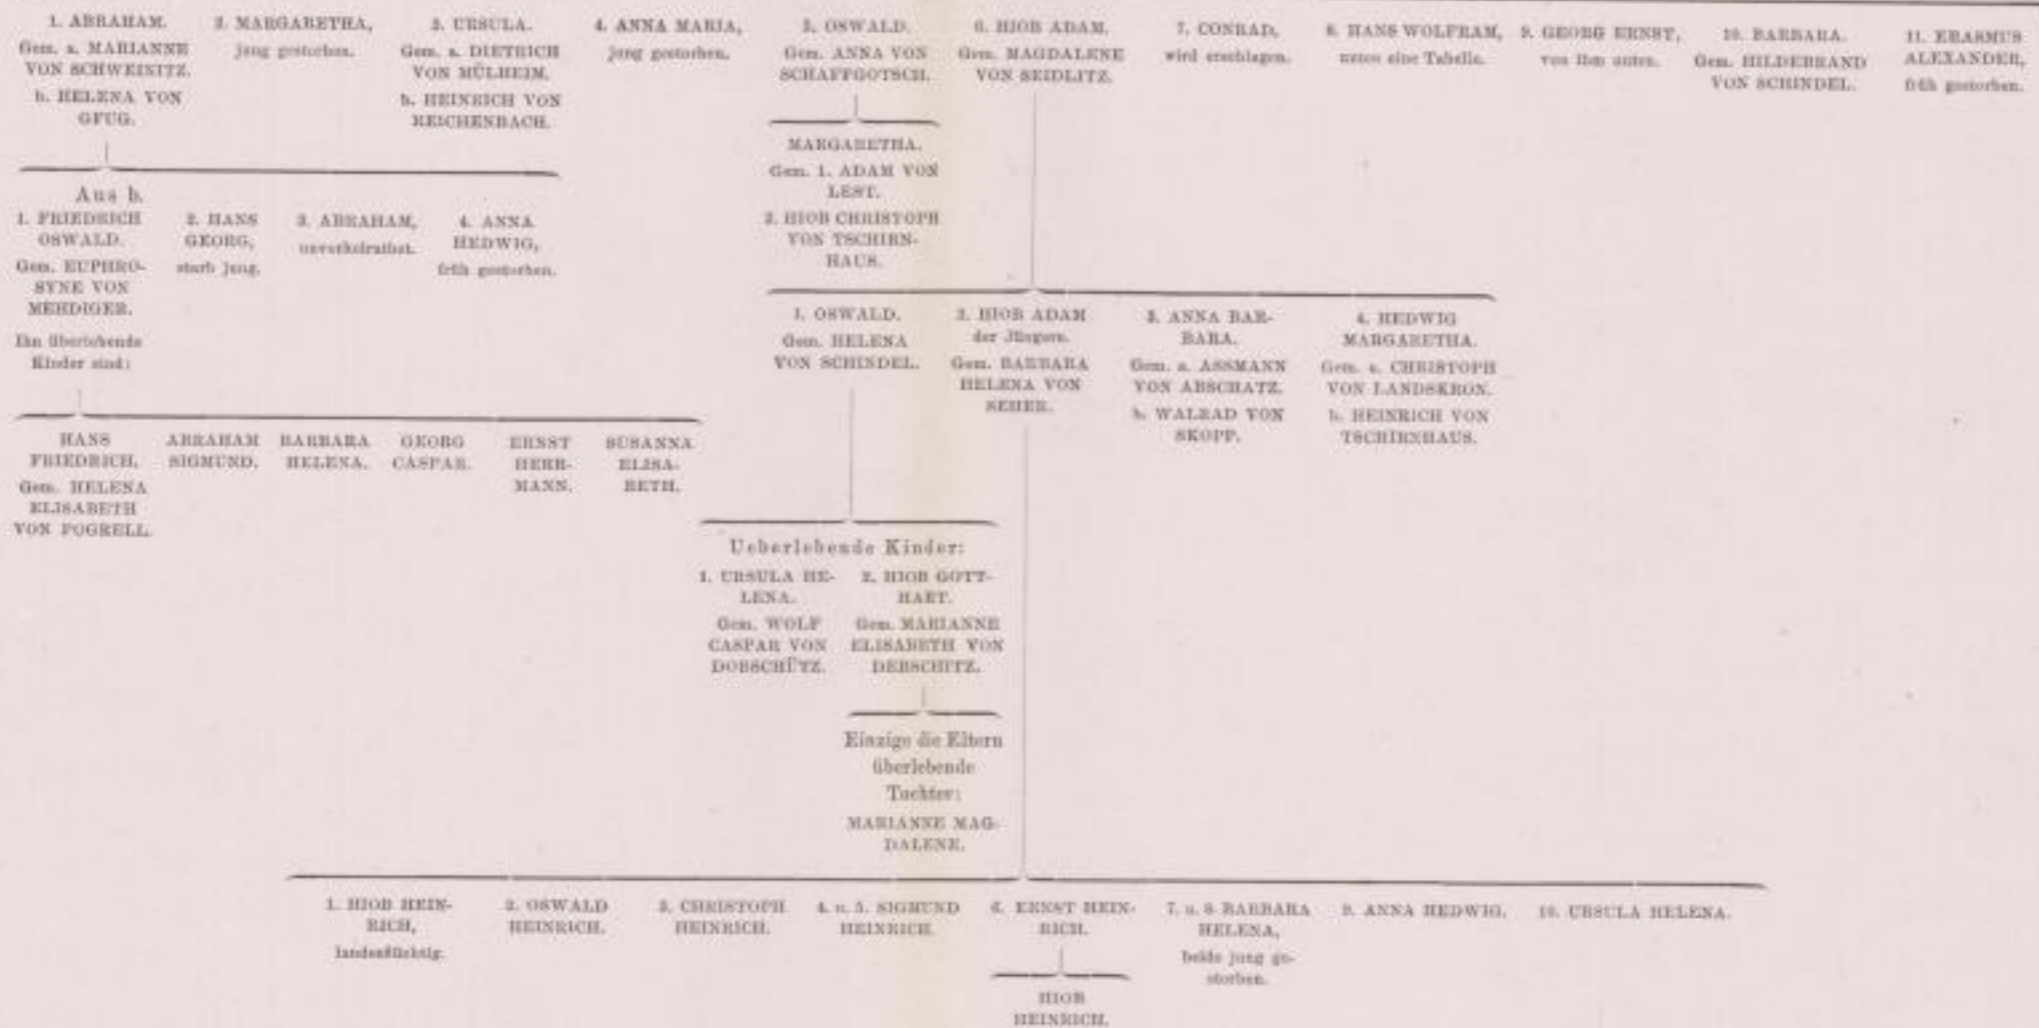 1. ABRAHAM.
Gem. a. MARIANNE
VON SCHWEINITZ.
b. HELENA VON
GFUG.
2. MARGARETHA,
jung gestorben.
3. URSULA.
Gem. a. DIETRICH
VON MÜLHEIM.
b. HEINRICH VON
REICHENBACH.
4. ANNA MARIA,
jung gestorben.
5. OSWALD.
Gem. ANNA VON
SCHAFFGOTSCH.
6. HIOB ADAM.
Gem. MAGDALENE
VON SEIDLITZ.
7. CONRAD,
wird erschlagen.
8. HANS WOLFRAM,
unten eine Tabelle.
9. GEORG ERNST,
von ihm unten.
10. BARBARA.
Gem. HILDEBRAND
VON SCHINDEL.
11. ERASMUS
ALEXANDER,
früh gestorben.
MARGARETHA.
Gem. 1. ADAM VON
LEST.
2. HIOB CHRISTOPH
VON TSCHIRN-
HAUS.
Aus b.
1. FRIEDRICH
OSWALD.
Gem. EUPHRO-
SYNE VON
MEHDIGER.
Ihn überlebende
Kinder sind:
2. HANS
GEORG,
starb jung.
3. ABRAHAM,
unverheirathet.
4. ANNA
HEDWIG,
früh gestorben.
1. OSWALD.
Gem. HELENA
VON SCHINDEL.
2. HIOB ADAM
der Jüngere.
Gem. BARBARA
HELENA VON
SEHER.
3. ANNA BAR-
BARA.
Gem. a. ASSMANN
VON ABSCHATZ.
b. WALRAD VON
SKOPP.
4. HEDWIG
MARGARETHA.
Gem. a. CHRISTOPH
VON LANDSKRON.
b. HEINRICH VON
TSCHIRNHAUS.
HANS
FRIEDRICH.
Gem. HELENA
ELISABETH
VON POGRELL.
ABRAHAM
SIGMUND.
BARBARA
HELENA.
GEORG
CASPAR.
ERNST
HERR-
MANN.
SUSANNA
ELISA-
BETH.
Ueberlebende Kinder:
1. URSULA HE-
LENA.
Gem. WOLF
CASPAR VON
DOBSCHÜTZ.
2. HIOB GOTT-
HART.
Gem. MARIANNE
ELISABETH VON
DEBSCHITZ.
Einzige die Eltern
überlebende
Tochter:
MARIANNE MAG-
DALENE.
1. HIOB HEIN-
RICH,
landesflüchtig.
2. OSWALD
HEINRICH.
3. CHRISTOPH
HEINRICH.
4. u. 5. SIGMUND
HEINRICH.
6. ERNST HEIN-
RICH.
7. u. 8. BARBARA
HELENA,
beide jung ge-
storben.
9. ANNA HEDWIG.
10. URSULA HELENA.
HIOB
HEINRICH.